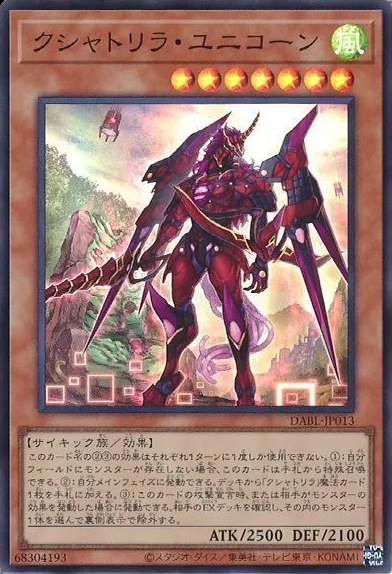 クシャトリラ・ユニコーン
風
DABL-JP013
【サイキック族/効果】
このカード名の②③の効果はそれぞれ1ターンに1度しか使用できない。①:自分
フィールドにモンスターが存在しない場合、このカードは手札から特殊召喚
できる。②:自分メインフェイズに発動できる。デッキから「クシャトリラ」魔法カード
1枚を手札に加える。③:このカードの攻撃宣言時、または相手がモンスターの
効果を発動した場合に発動できる。相手のEXデッキを確認し、その内のモンスター
1体を選んで裏側表示で除外する。
ATK/2500 DEF/2100
68304193
©スタジオ・ダイス/集英社・テレビ東京・KONAMI